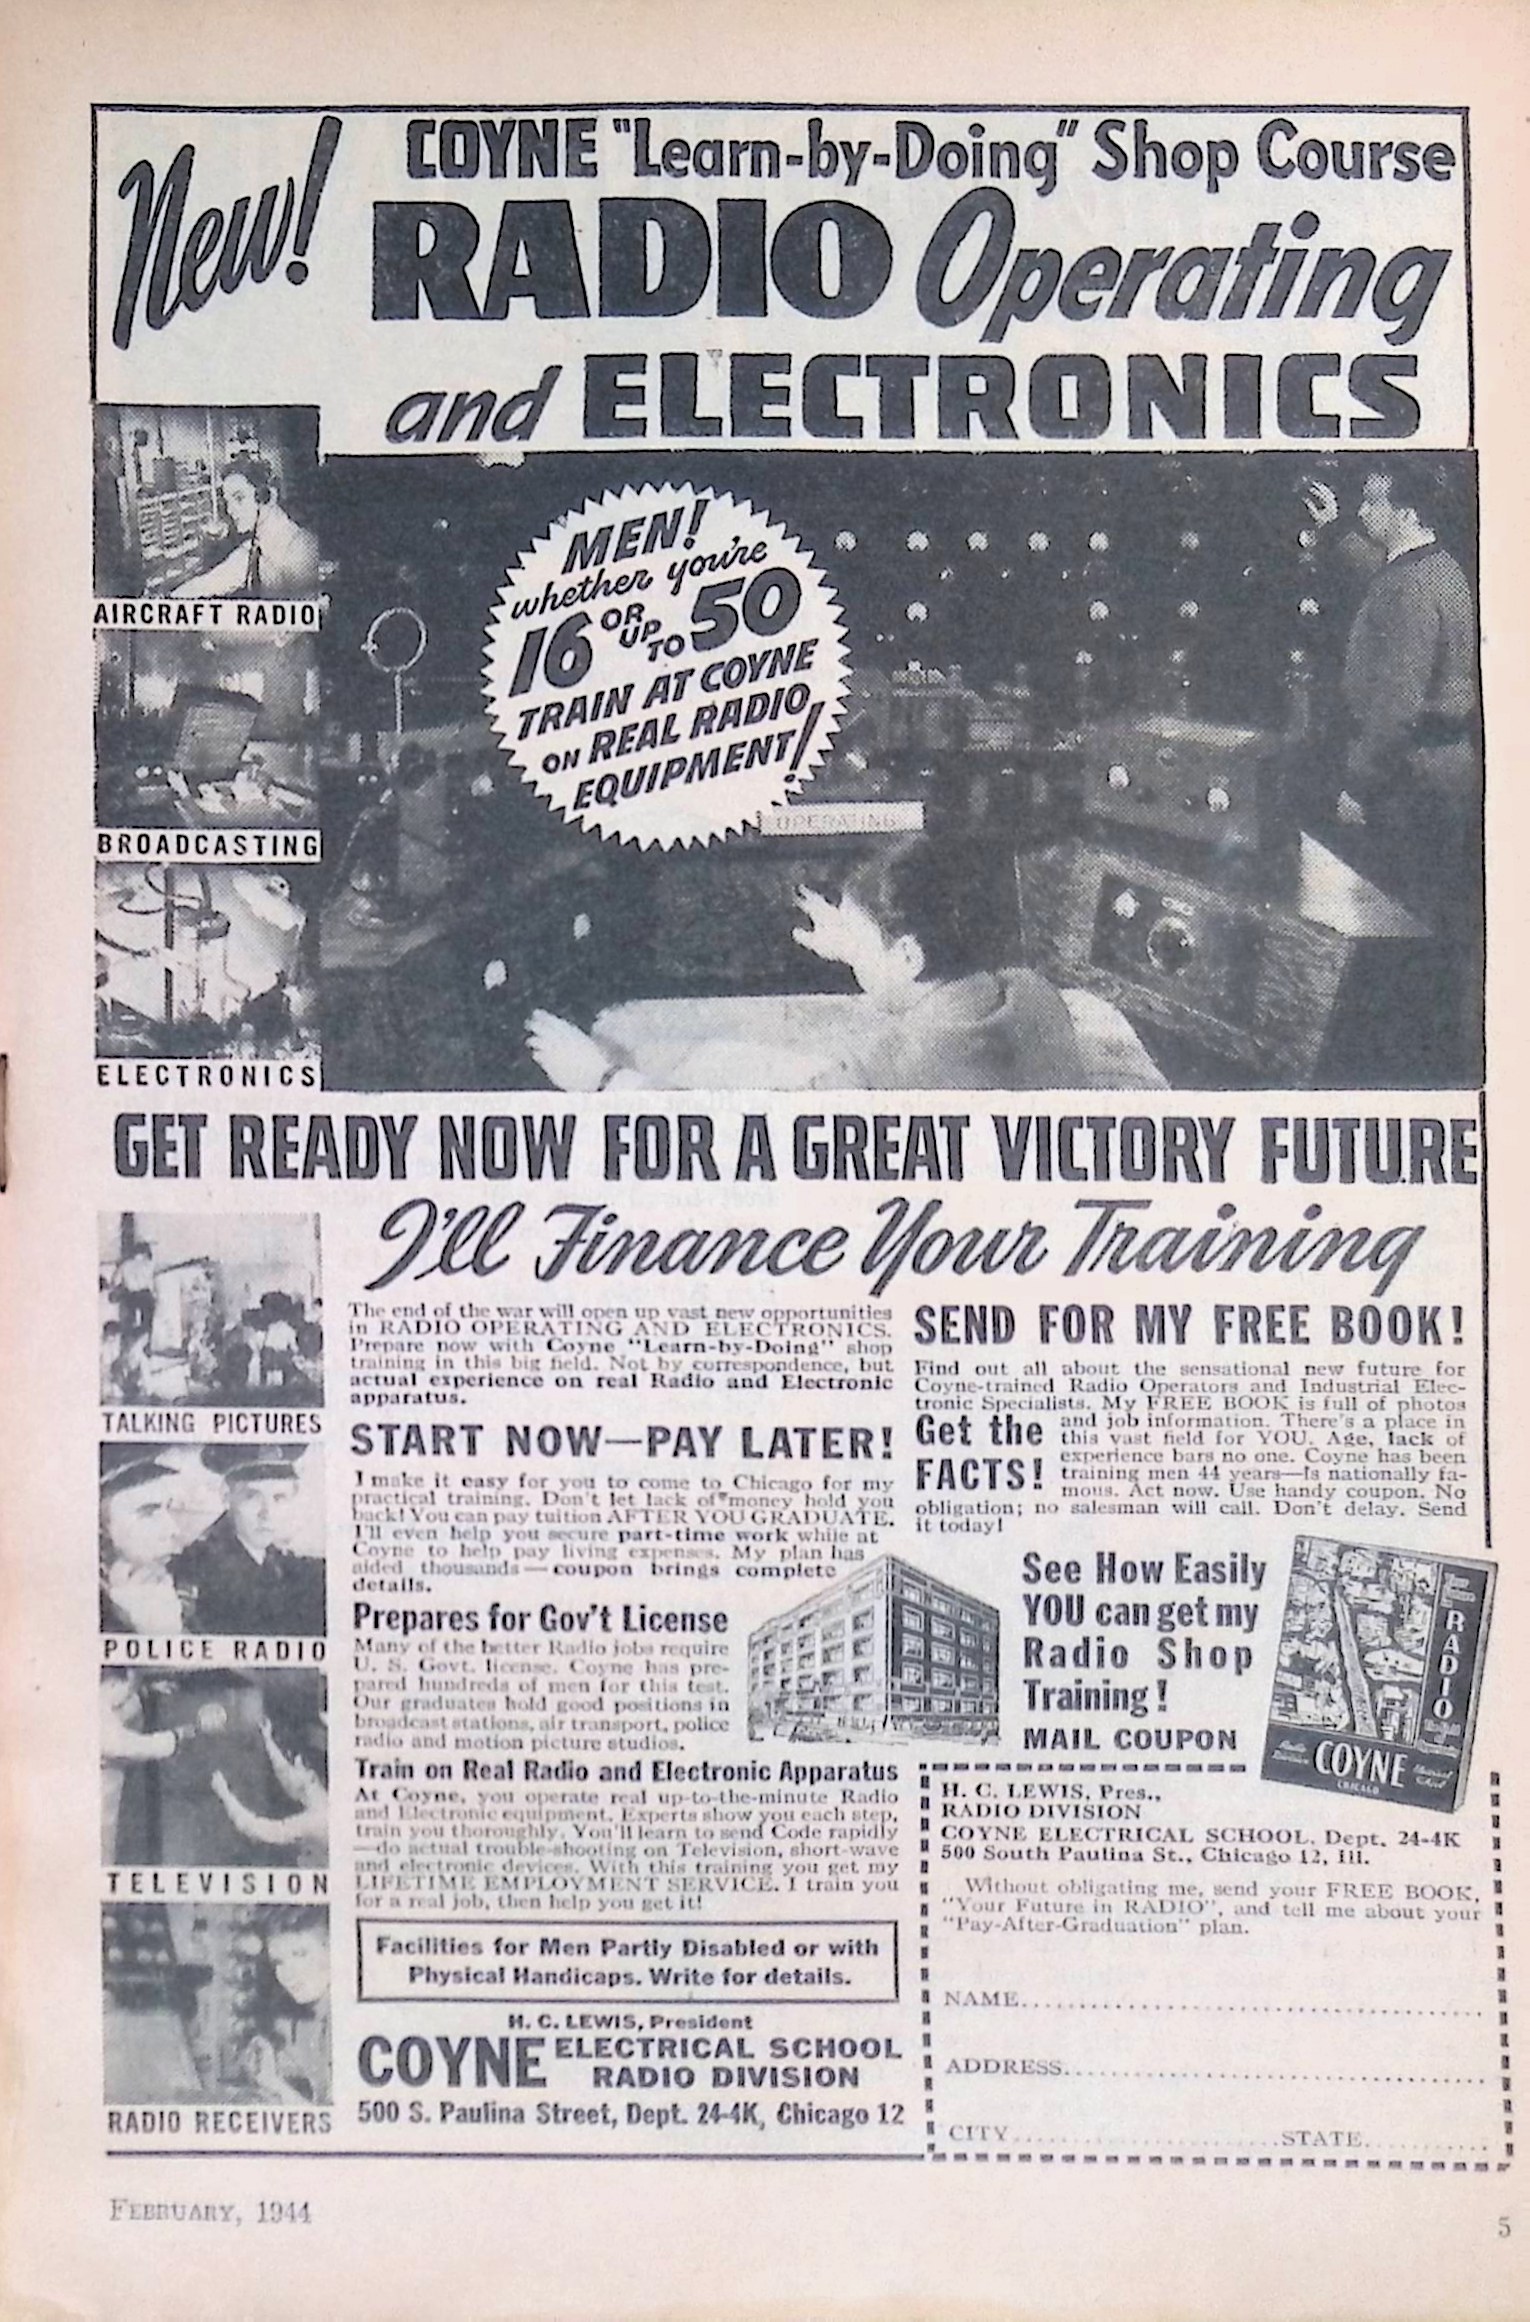 New!
COYNE "Learn-by-Doing" Shop Course
RADIO Operating
and ELECTRONICS
AIRCRAFT RADIO
BROADCASTING
ELECTRONICS
MEN!
whether you're
16 OR UP TO 50
TRAIN AT COYNE
ON REAL RADIO
EQUIPMENT!
OPERATING
GET READY NOW FOR A GREAT VICTORY FUTURE
I'll Finance Your Training
TALKING PICTURES
POLICE RADIO
TELEVISION
RADIO RECEIVERS
The end of the war will open up vast new opportunities
in RADIO OPERATING AND ELECTRONICS.
Prepare now with Coyne "Learn-by-Doing" shop
training in this big field. Not by correspondence, but
actual experience on real Radio and Electronic
apparatus.
START NOW—PAY LATER!
I make it easy for you to come to Chicago for my
practical training. Don't let lack of money hold you
back! You can pay tuition AFTER YOU GRADUATE.
I'll even help you secure part-time work while at
Coyne to help pay living expenses. My plan has
aided thousands—coupon brings complete
details.
Prepares for Gov't License
Many of the better Radio jobs require
U. S. Govt. license. Coyne has pre-
pared hundreds of men for this test.
Our graduates hold good positions in
broadcast stations, air transport, police
radio and motion picture studios.
Train on Real Radio and Electronic Apparatus
At Coyne, you operate real up-to-the-minute Radio
and Electronic equipment. Experts show you each step,
train you thoroughly. You'll learn to send Code rapidly
—do actual trouble-shooting on Television, short-wave
and electronic devices. With this training you get my
LIFETIME EMPLOYMENT SERVICE. I train you
for a real job, then help you get it!
Facilities for Men Partly Disabled or with
Physical Handicaps. Write for details.
H. C. LEWIS, President
COYNE ELECTRICAL SCHOOL
RADIO DIVISION
500 S. Paulina Street, Dept. 24-4K, Chicago 12
SEND FOR MY FREE BOOK!
Find out all about the sensational new future for
Coyne-trained Radio Operators and Industrial Elec-
tronic Specialists. My FREE BOOK is full of photos
Get the FACTS!
and job information. There's a place in
this vast field for YOU. Age, lack of
experience bars no one. Coyne has been
training men 44 years—Is nationally fa-
mous. Act now. Use handy coupon. No
obligation; no salesman will call. Don't delay. Send
it today!
See How Easily
YOU can get my
Radio Shop
Training!
MAIL COUPON
RADIO
COYNE
CHICAGO
H. C. LEWIS, Pres.,
RADIO DIVISION
COYNE ELECTRICAL SCHOOL, Dept. 24-4K
500 South Paulina St., Chicago 12, Ill.
Without obligating me, send your FREE BOOK,
"Your Future in RADIO", and tell me about your
"Pay-After-Graduation" plan.
NAME
ADDRESS
CITY STATE
FEBRUARY, 1944
5